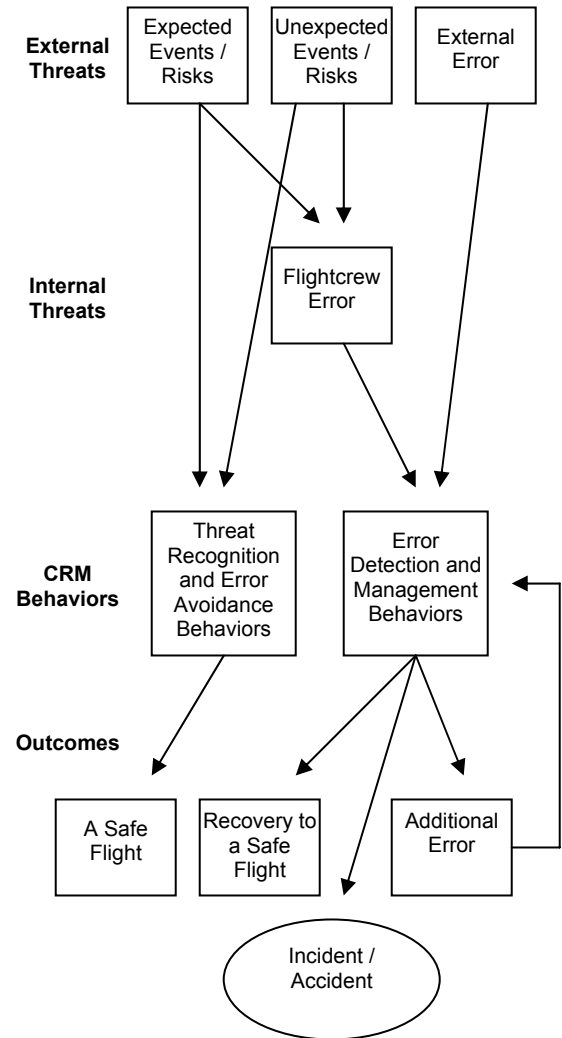 External
Threats
Expected
Events /
Risks
Unexpected
Events /
Risks
External
Error
Internal
Threats
Flightcrew
Error
CRM
Behaviors
Threat
Recognition
and Error
Avoidance
Behaviors
Error
Detection and
Management
Behaviors
Outcomes
A Safe
Flight
Recovery to
a Safe
Flight
Additional
Error
Incident /
Accident